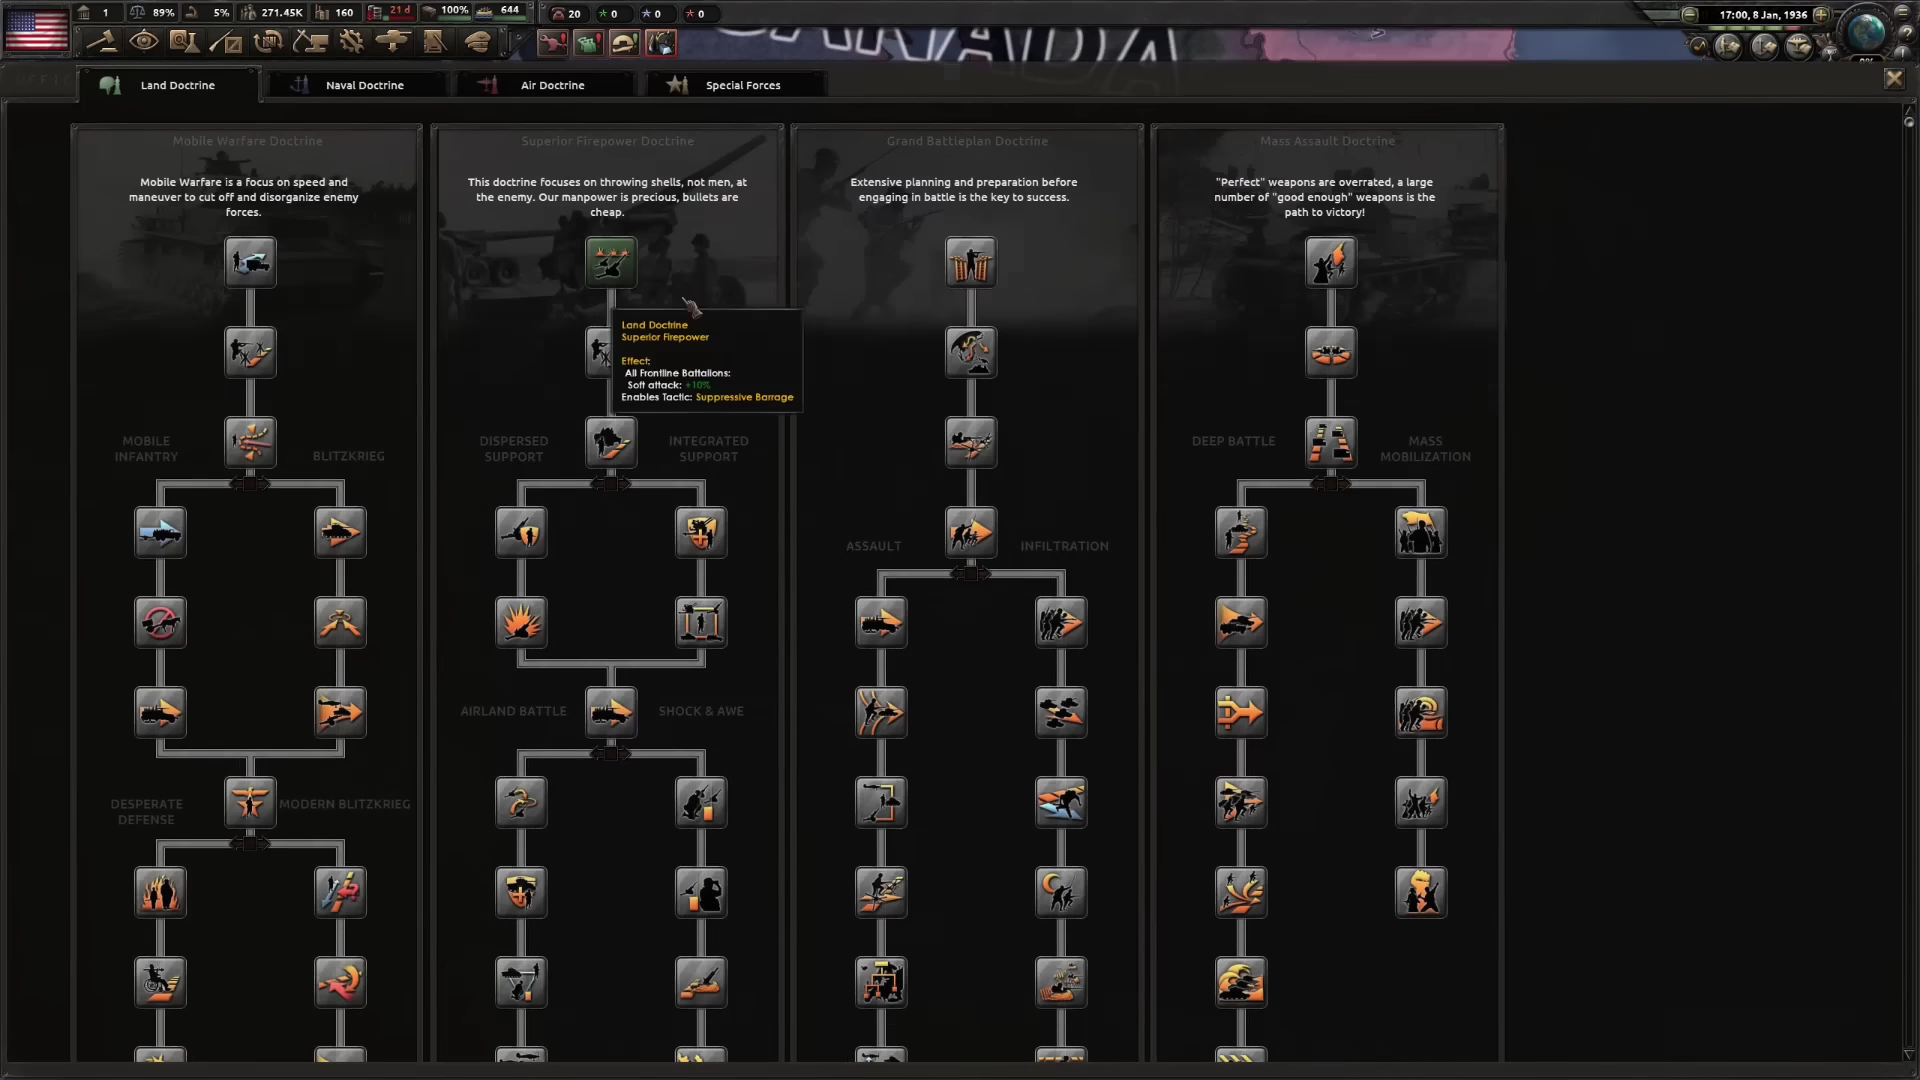 1 89% 5% 271.45K 160 21 d 100% 644 20 0 0 0
17:00, 8 Jan, 1936
CANADA
0%
Land Doctrine Naval Doctrine Air Doctrine Special Forces
Mobile Warfare Doctrine
Mobile Warfare is a focus on speed and
maneuver to cut off and disorganize enemy
forces.
MOBILE
INFANTRY
BLITZKRIEG
DESPERATE
DEFENSE
MODERN BLITZKRIEG
Superior Firepower Doctrine
This doctrine focuses on throwing shells, not men, at
the enemy. Our manpower is precious, bullets are
cheap.
Land Doctrine
Superior Firepower
Effect:
All Frontline Battalions:
Soft attack: +10%
Enables Tactic: Suppressive Barrage
DISPERSED
SUPPORT
INTEGRATED
SUPPORT
AIRLAND BATTLE
SHOCK & AWE
Grand Battleplan Doctrine
Extensive planning and preparation before
engaging in battle is the key to success.
ASSAULT
INFILTRATION
Mass Assault Doctrine
"Perfect" weapons are overrated, a large
number of "good enough" weapons is the
path to victory!
DEEP BATTLE
MASS
MOBILIZATION